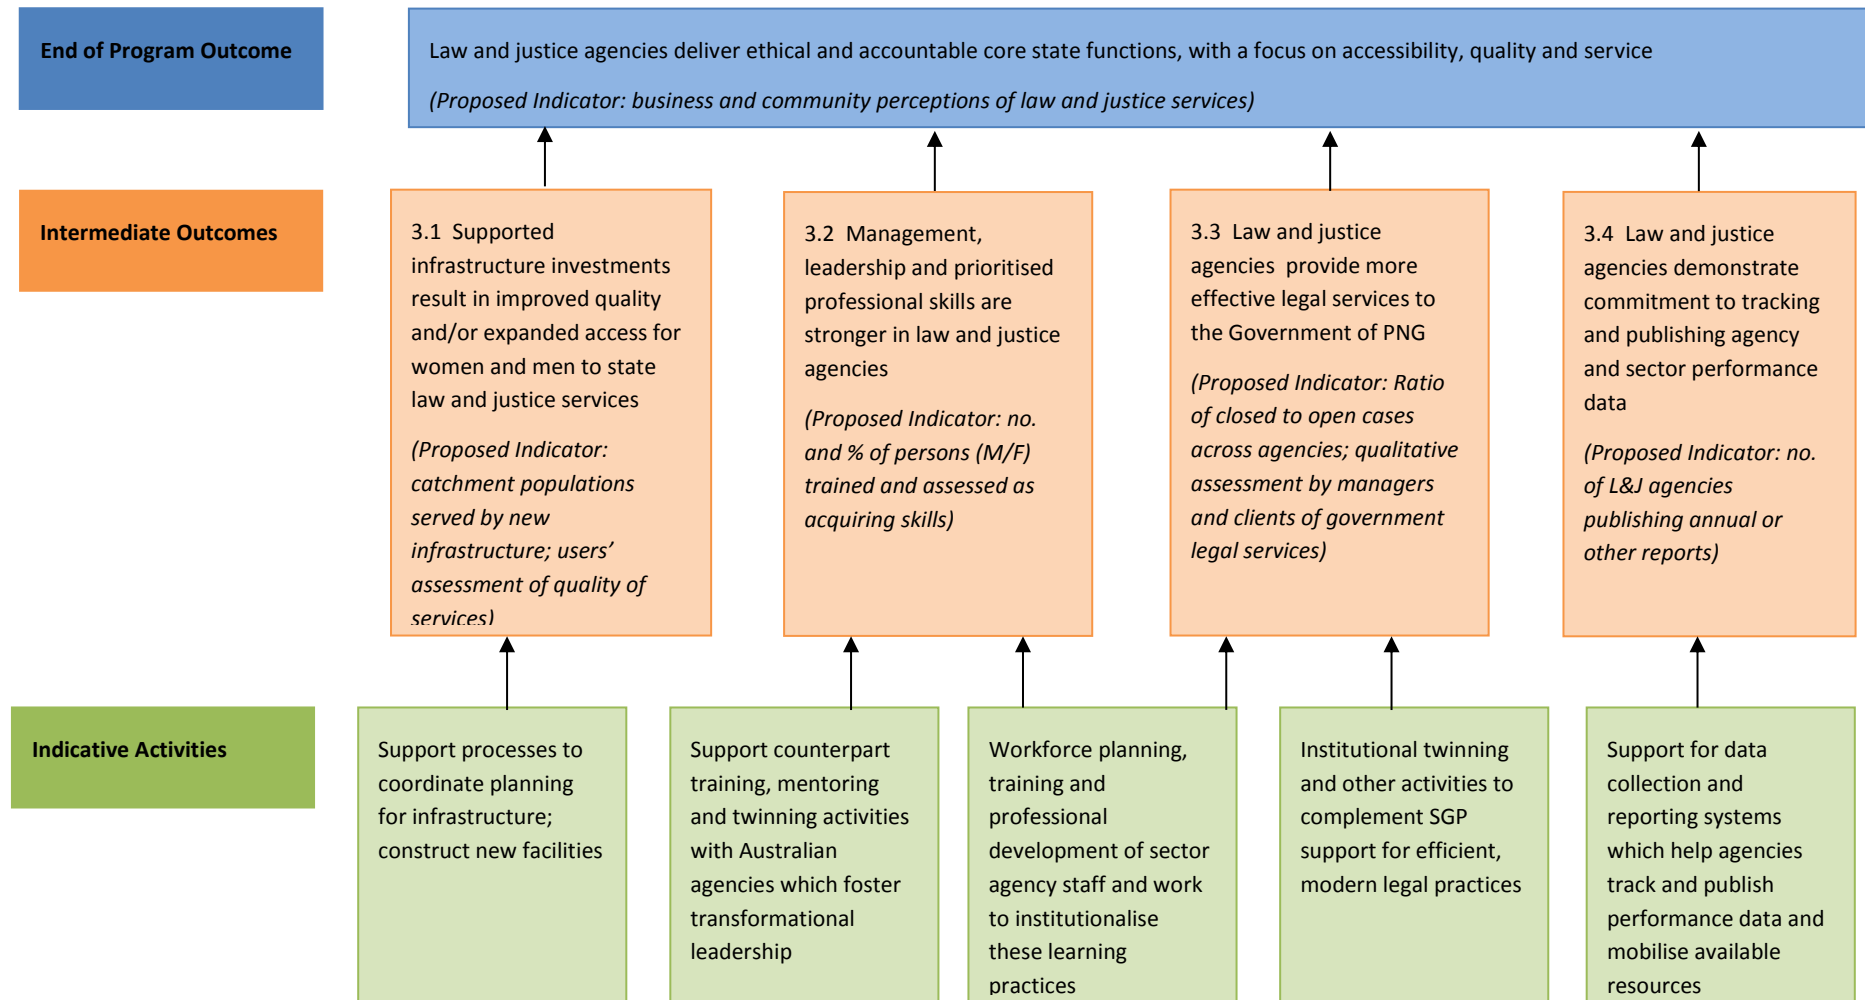 End of Program Outcome
Law and justice agencies deliver ethical and accountable core state functions, with a focus on accessibility, quality and service
(Proposed Indicator: business and community perceptions of law and justice services)
Intermediate Outcomes
3.1 Supported
infrastructure investments
result in improved quality
and/or expanded access for
women and men to state
law and justice services
(Proposed Indicator:
catchment populations
served by new
infrastructure; users’
assessment of quality of
services)
3.2 Management,
leadership and prioritised
professional skills are
stronger in law and justice
agencies
(Proposed Indicator: no.
and % of persons (M/F)
trained and assessed as
acquiring skills)
3.3 Law and justice
agencies provide more
effective legal services to
the Government of PNG
(Proposed Indicator: Ratio
of closed to open cases
across agencies; qualitative
assessment by managers
and clients of government
legal services)
3.4 Law and justice
agencies demonstrate
commitment to tracking
and publishing agency
and sector performance
data
(Proposed Indicator: no.
of L&J agencies
publishing annual or
other reports)
Indicative Activities
Support processes to
coordinate planning
for infrastructure;
construct new facilities
Support counterpart
training, mentoring
and twinning activities
with Australian
agencies which foster
transformational
leadership
Workforce planning,
training and
professional
development of sector
agency staff and work
to institutionalise
these learning
practices
Institutional twinning
and other activities to
complement SGP
support for efficient,
modern legal practices
Support for data
collection and
reporting systems
which help agencies
track and publish
performance data and
mobilise available
resources